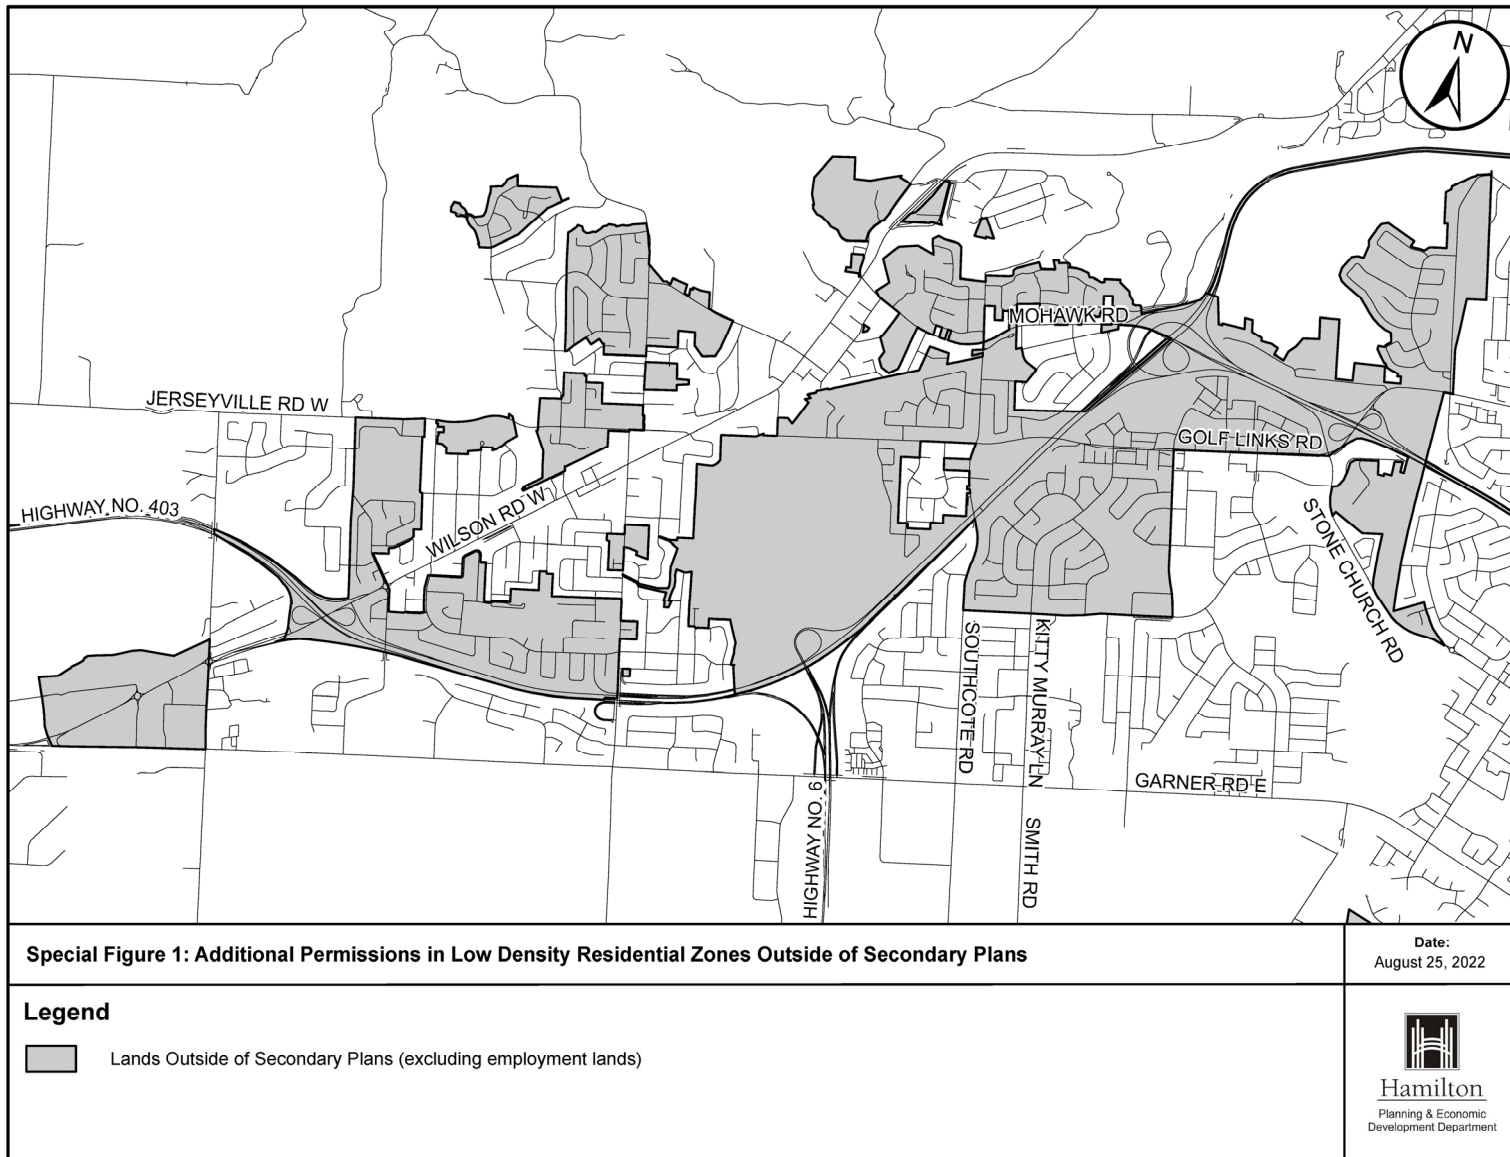 N
MOHAWK RD
JERSEYVILLE RD W
GOLF LINKS RD
HIGHWAY NO. 403
WILSON RD W
STONE CHURCH RD
SOUTHCOTE RD
KITTY MURRAY LN
GARNER RD E
HIGHWAY NO. 6
SMITH RD
Special Figure 1: Additional Permissions in Low Density Residential Zones Outside of Secondary Plans
Date:
August 25, 2022
Legend
Lands Outside of Secondary Plans (excluding employment lands)
Hamilton
Planning & Economic
Development Department